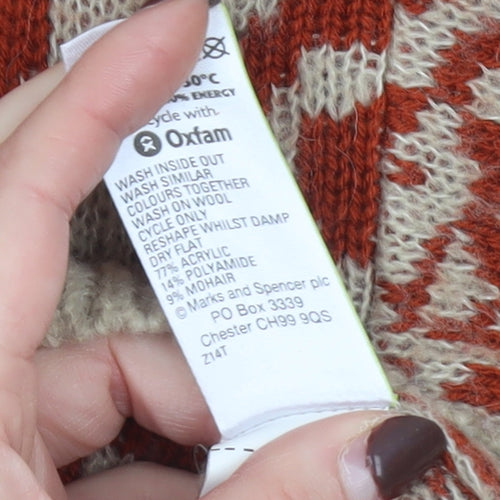 30°C
% ENERGY
cycle with
Oxfam
WASH INSIDE OUT
WASH SIMILAR
COLOURS TOGETHER
WASH ON WOOL
CYCLE ONLY
RESHAPE WHILST DAMP
DRY FLAT
77% ACRYLIC
14% POLYAMIDE
9% MOHAIR
© Marks and Spencer plc
PO Box 3339
Chester CH99 9QS
Z14T